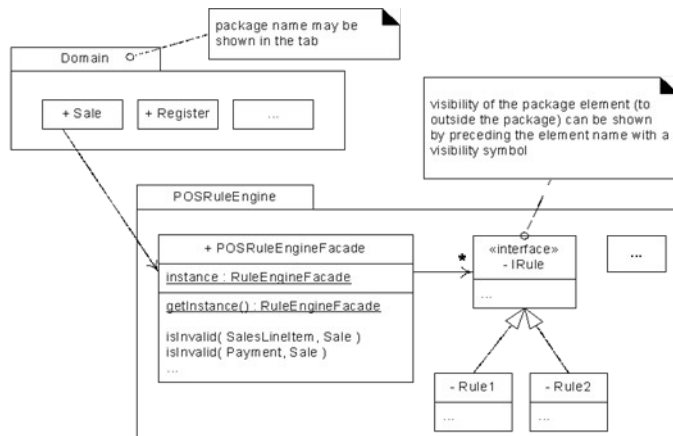 package name may be
shown in the tab
Domain
+ Sale
+ Register
...
visibility of the package element (to
outside the package) can be shown
by preceding the element name with a
visibility symbol
POSRuleEngine
+ POSRuleEngineFacade
instance : RuleEngineFacade
getInstance() : RuleEngineFacade
isInvalid( SalesLineItem, Sale )
isInvalid( Payment, Sale )
...
*
«interface»
- IRule
...
...
- Rule1
...
- Rule2
...